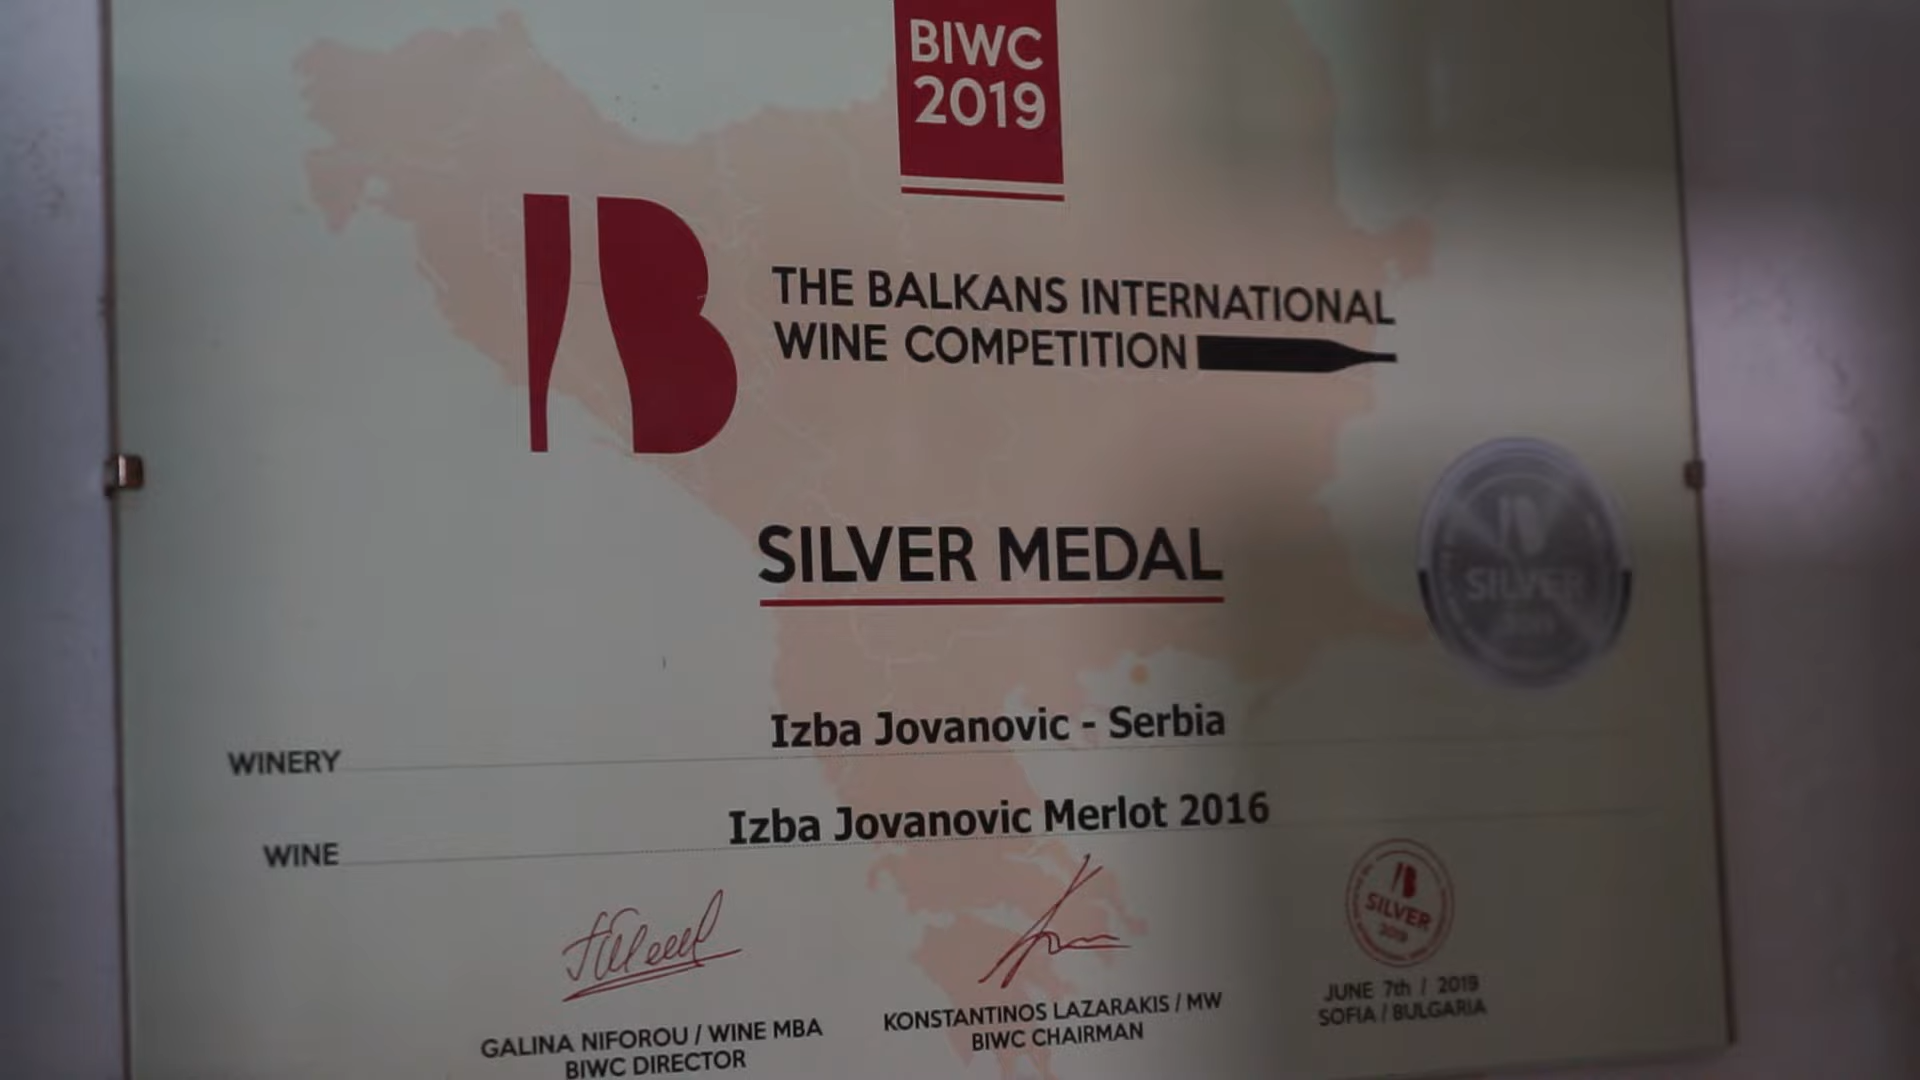 BIWC
2019
THE BALKANS INTERNATIONAL
WINE COMPETITION
SILVER MEDAL
SILVER
WINERY Izba Jovanovic - Serbia
WINE Izba Jovanovic Merlot 2016
SILVER
2019
GALINA NIFOROU / WINE MBA
BIWC DIRECTOR
KONSTANTINOS LAZARAKIS / MW
BIWC CHAIRMAN
JUNE 7th / 2019
SOFIA / BULGARIA